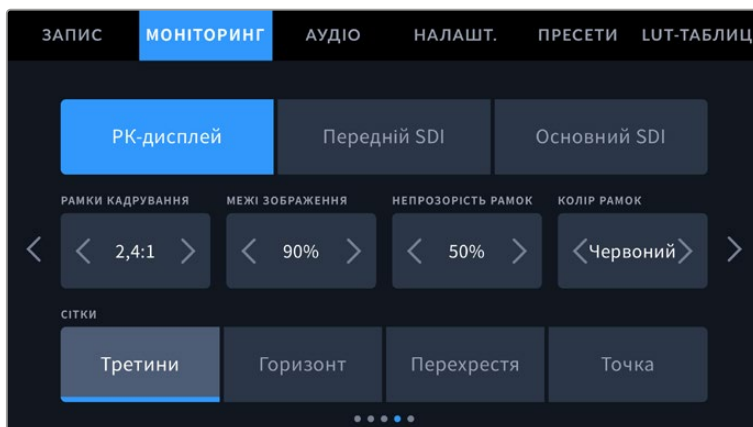 ЗАПИС МОНІТОРИНГ АУДІО НАЛАШТ. ПРЕСЕТИ LUT-ТАБЛИЦ
РК-дисплей Передній SDI Основний SDI
РАМКИ КАДРУВАННЯ МЕЖІ ЗОБРАЖЕННЯ НЕПРОЗОРІСТЬ РАМОК КОЛІР РАМОК
2,4:1 90% 50% Червоний
СІТКИ
Третини Горизонт Перехрестя Точка